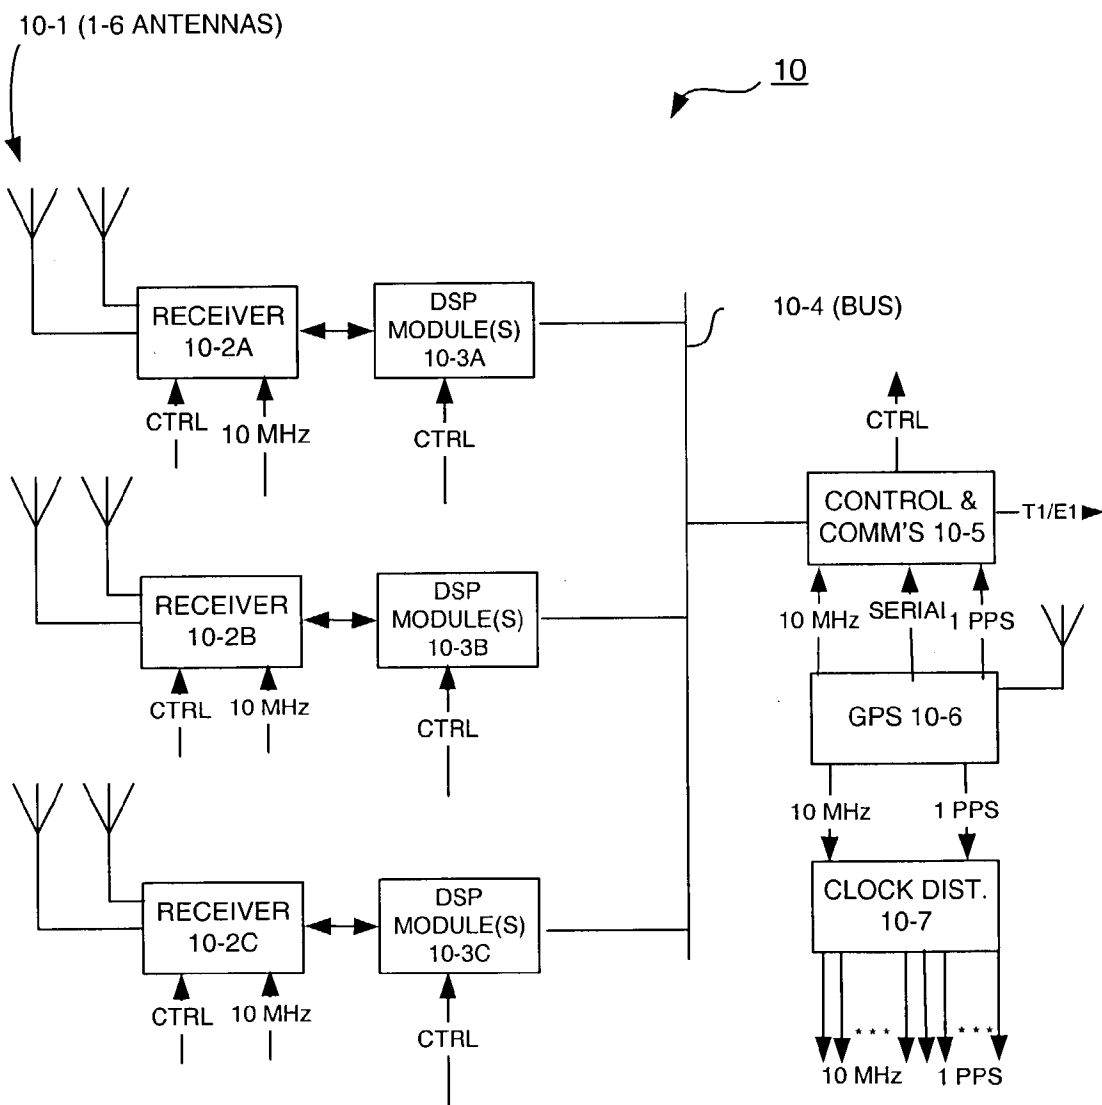 10-1 (1-6 ANTENNAS)
10
RECEIVER
10-2A
DSP
MODULE(S)
10-3A
10-4 (BUS)
CTRL
10 MHz
CTRL
CTRL
CONTROL &
COMM'S 10-5
T1/E1
RECEIVER
10-2B
DSP
MODULE(S)
10-3B
10 MHz
SERIAl
1 PPS
CTRL
10 MHz
CTRL
GPS 10-6
10 MHz
1 PPS
RECEIVER
10-2C
DSP
MODULE(S)
10-3C
CLOCK DIST.
10-7
CTRL
10 MHz
CTRL
* * *
* * *
10 MHz
1 PPS